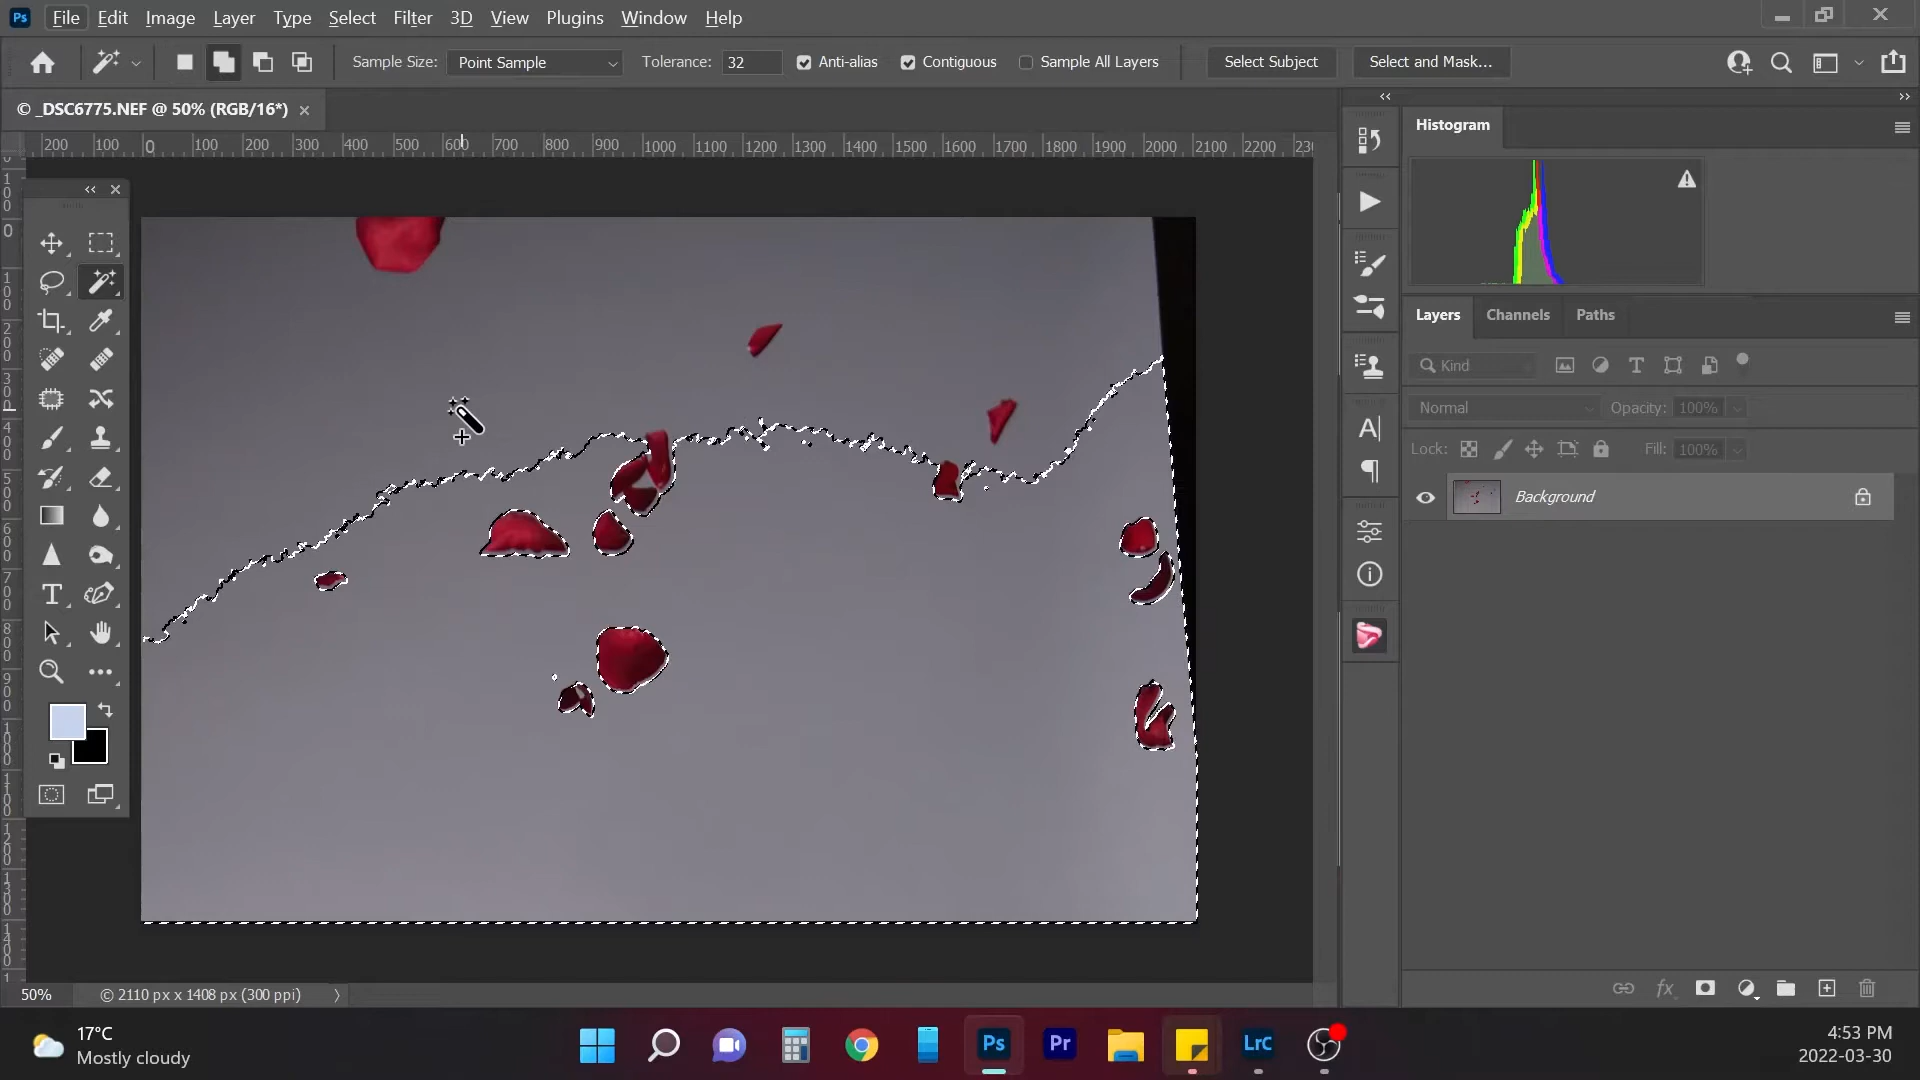 Ps File Edit Image Layer Type Select Filter 3D View Plugins Window Help
Sample Size: Point Sample Tolerance: 32 Anti-alias Contiguous Sample All Layers Select Subject Select and Mask...
© _DSC6775.NEF @ 50% (RGB/16*)
200 100 0 100 200 300 400 500 600 700 800 900 1000 1100 1200 1300 1400 1500 1600 1700 1800 1900 2000 2100 2200
Histogram
Layers Channels Paths
Kind
Normal Opacity: 100%
Lock: Fill: 100%
Background
fx
50% © 2110 px x 1408 px (300 ppi)
17°C
Mostly cloudy
Ps Pr LrC
4:53 PM
2022-03-30